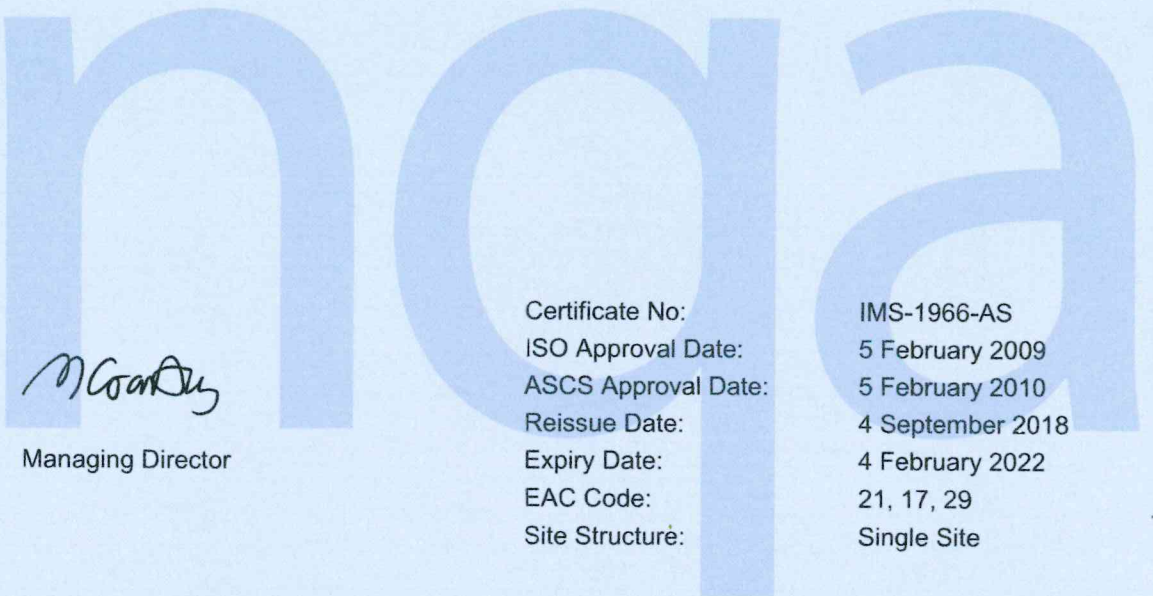 nqa
Certificate No: IMS-1966-AS
ISO Approval Date: 5 February 2009
ASCS Approval Date: 5 February 2010
Reissue Date: 4 September 2018
Managing Director
Expiry Date: 4 February 2022
EAC Code: 21, 17, 29
Site Structure: Single Site